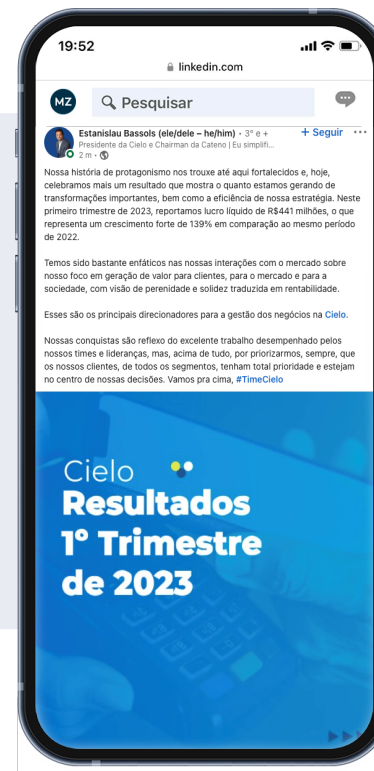 19:52
linkedin.com
MZ
Pesquisar
Estanislau Bassols (ele/dele – he/him) • 3° e +
+ Seguir
Presidente da Cielo e Chairman da Cateno | Eu simplifi...
2 m •
Nossa história de protagonismo nos trouxe até aqui fortalecidos e, hoje,
celebramos mais um resultado que mostra o quanto estamos gerando de
transformações importantes, bem como a eficiência de nossa estratégia. Neste
primeiro trimestre de 2023, reportamos lucro líquido de R$441 milhões, o que
representa um crescimento forte de 139% em comparação ao mesmo período
de 2022.
Temos sido bastante enfáticos nas nossas interações com o mercado sobre
nosso foco em geração de valor para clientes, para o mercado e para a
sociedade, com visão de perenidade e solidez traduzida em rentabilidade.
Esses são os principais direcionadores para a gestão dos negócios na Cielo.
Nossas conquistas são reflexo do excelente trabalho desempenhado pelos
nossos times e lideranças, mas, acima de tudo, por priorizarmos, sempre, que
os nossos clientes, de todos os segmentos, tenham total prioridade e estejam
no centro de nossas decisões. Vamos pra cima, #TimeCielo
Cielo
Resultados
1º Trimestre
de 2023